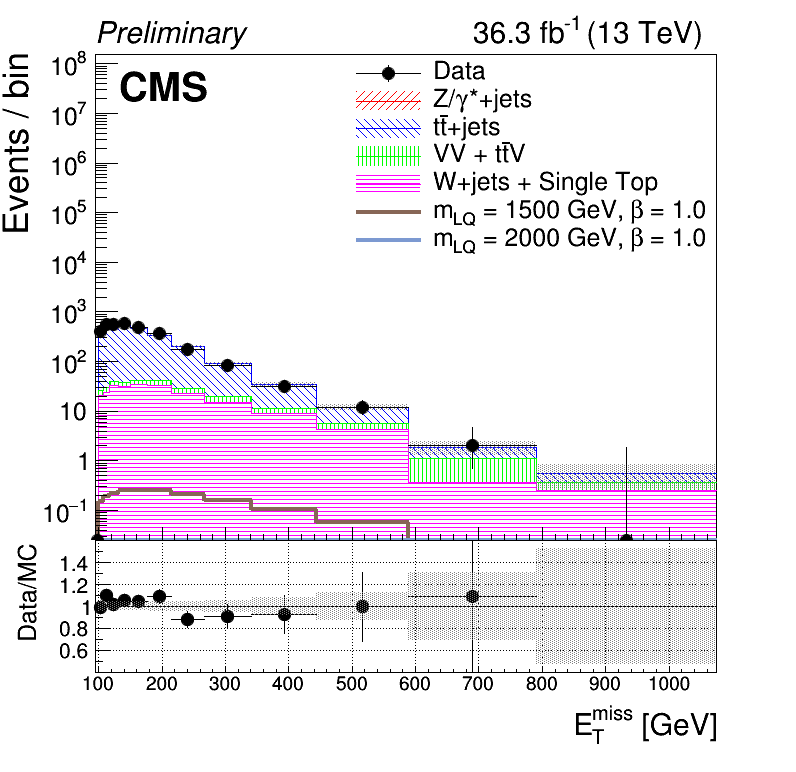 Preliminary 36.3 fb⁻¹ (13 TeV)
CMS
Data
Z/γ*+jets
tt̄+jets
VV + tt̄V
W+jets + Single Top
m_LQ = 1500 GeV, β = 1.0
m_LQ = 2000 GeV, β = 1.0
Events / bin
10⁸
10⁷
10⁶
10⁵
10⁴
10³
10²
10
1
10⁻¹
Data/MC
1.4
1.2
1
0.8
0.6
100 200 300 400 500 600 700 800 900 1000
E_T^miss [GeV]